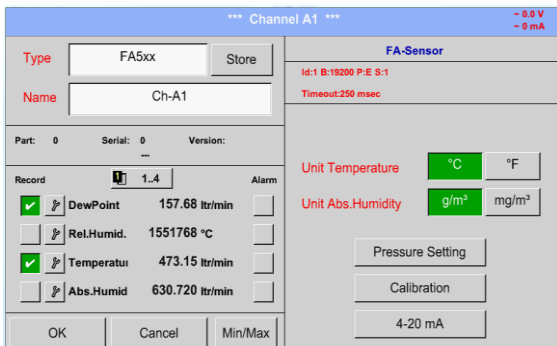 *** Channel A1 ***
~ 0.0 V
~ 0 mA
Type
FA5xx
Store
Name
Ch-A1
Part: 0 Serial: 0 Version:
---
Record
1 1..4
Alarm
DewPoint 157.68 ltr/min
Rel.Humid. 1551768 °C
Temperatur 473.15 ltr/min
Abs.Humid 630.720 ltr/min
OK
Cancel
Min/Max
FA-Sensor
Id:1 B:19200 P:E S:1
Timeout:250 msec
Unit Temperature °C °F
Unit Abs.Humidity g/m³ mg/m³
Pressure Setting
Calibration
4-20 mA